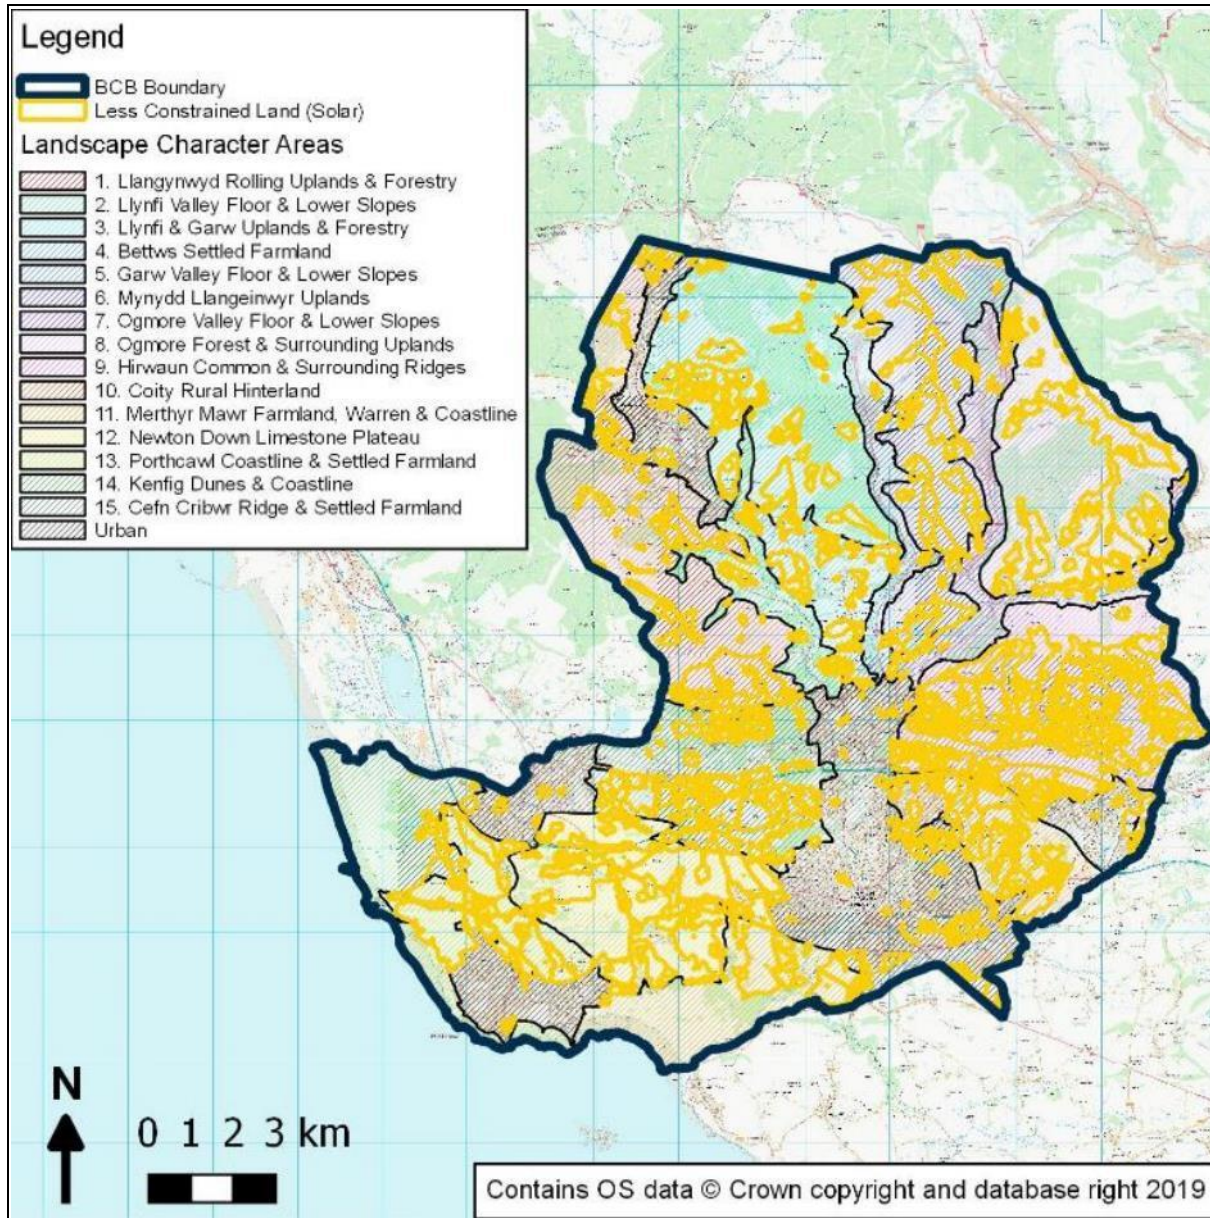 Legend
BCB Boundary
Less Constrained Land (Solar)
Landscape Character Areas
1. Llangynwyd Rolling Uplands & Forestry
2. Llynfi Valley Floor & Lower Slopes
3. Llynfi & Garw Uplands & Forestry
4. Bettws Settled Farmland
5. Garw Valley Floor & Lower Slopes
6. Mynydd Llangeinwyr Uplands
7. Ogmore Valley Floor & Lower Slopes
8. Ogmore Forest & Surrounding Uplands
9. Hirwaun Common & Surrounding Ridges
10. Coity Rural Hinterland
11. Merthyr Mawr Farmland, Warren & Coastline
12. Newton Down Limestone Plateau
13. Porthcawl Coastline & Settled Farmland
14. Kenfig Dunes & Coastline
15. Cefn Cribwr Ridge & Settled Farmland
Urban
N
0 1 2 3 km
Contains OS data © Crown copyright and database right 2019